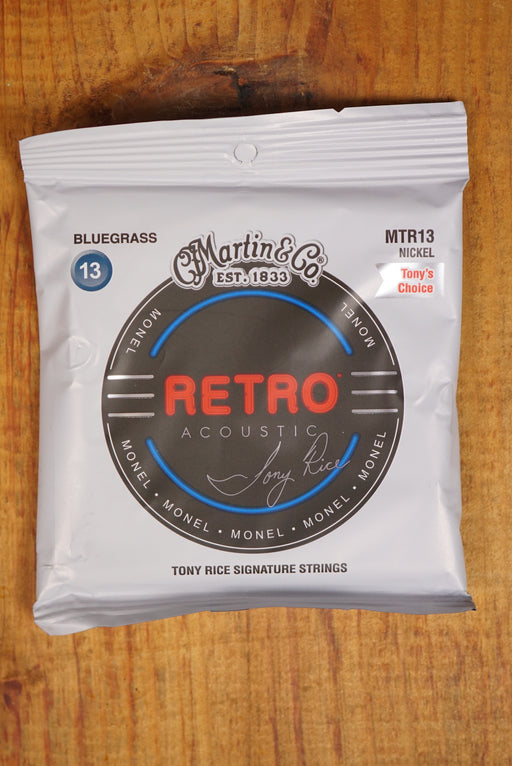 BLUEGRASS
13
C.F. Martin & Co.®
EST. 1833
MTR13
NICKEL
Tony's
Choice
MONEL
MONEL
RETRO
ACOUSTIC
Tony Rice
MONEL • MONEL • MONEL • MONEL • MONEL
TONY RICE SIGNATURE STRINGS